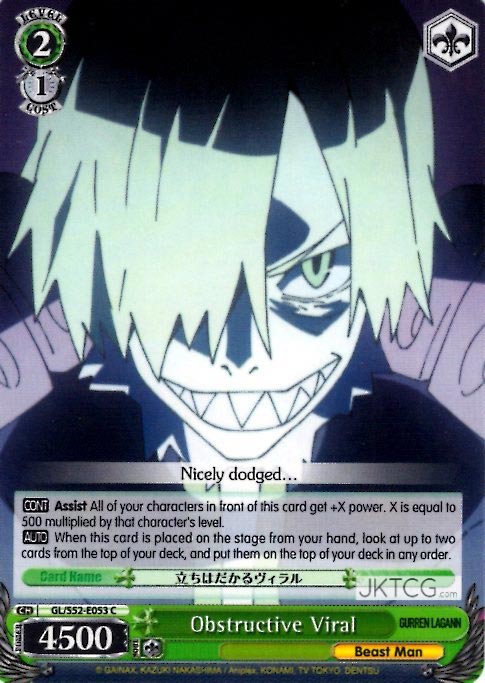 LEVEL
2
1
COST
Nicely dodged...
CONT Assist All of your characters in front of this card get +X power. X is equal to
500 multiplied by that character's level.
AUTO When this card is placed on the stage from your hand, look at up to two
cards from the top of your deck, and put them on the top of your deck in any order.
Card Name 立ちはだかるヴィラル
JKTCG.com
CH GL/S52-E053 C
POWER 4500 SOUL Obstructive Viral GURREN LAGANN
Beast Man
© GAINAX, KAZUKI NAKASHIMA / Aniplex, KONAMI, TV TOKYO, DENTSU